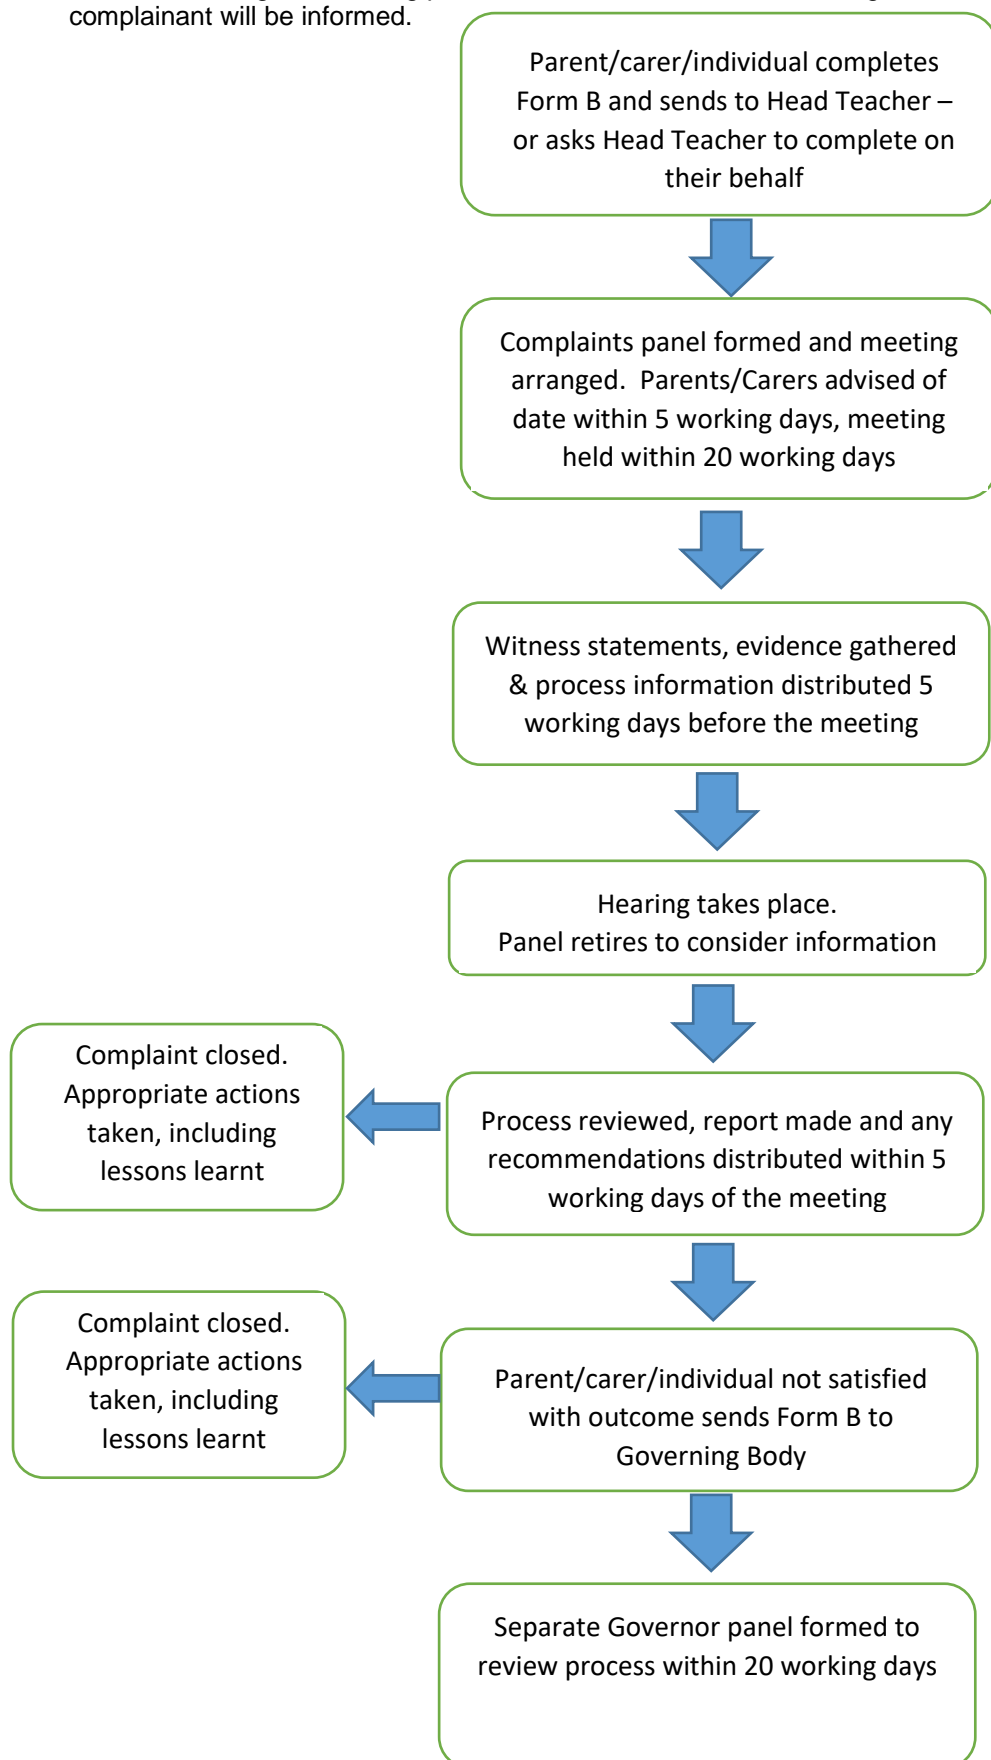 complainant will be informed.
Parent/carer/individual completes
Form B and sends to Head Teacher –
or asks Head Teacher to complete on
their behalf
Complaints panel formed and meeting
arranged.  Parents/Carers advised of
date within 5 working days, meeting
held within 20 working days
Witness statements, evidence gathered
& process information distributed 5
working days before the meeting
Hearing takes place.
Panel retires to consider information
Complaint closed.
Appropriate actions
taken, including
lessons learnt
Process reviewed, report made and any
recommendations distributed within 5
working days of the meeting
Complaint closed.
Appropriate actions
taken, including
lessons learnt
Parent/carer/individual not satisfied
with outcome sends Form B to
Governing Body
Separate Governor panel formed to
review process within 20 working days